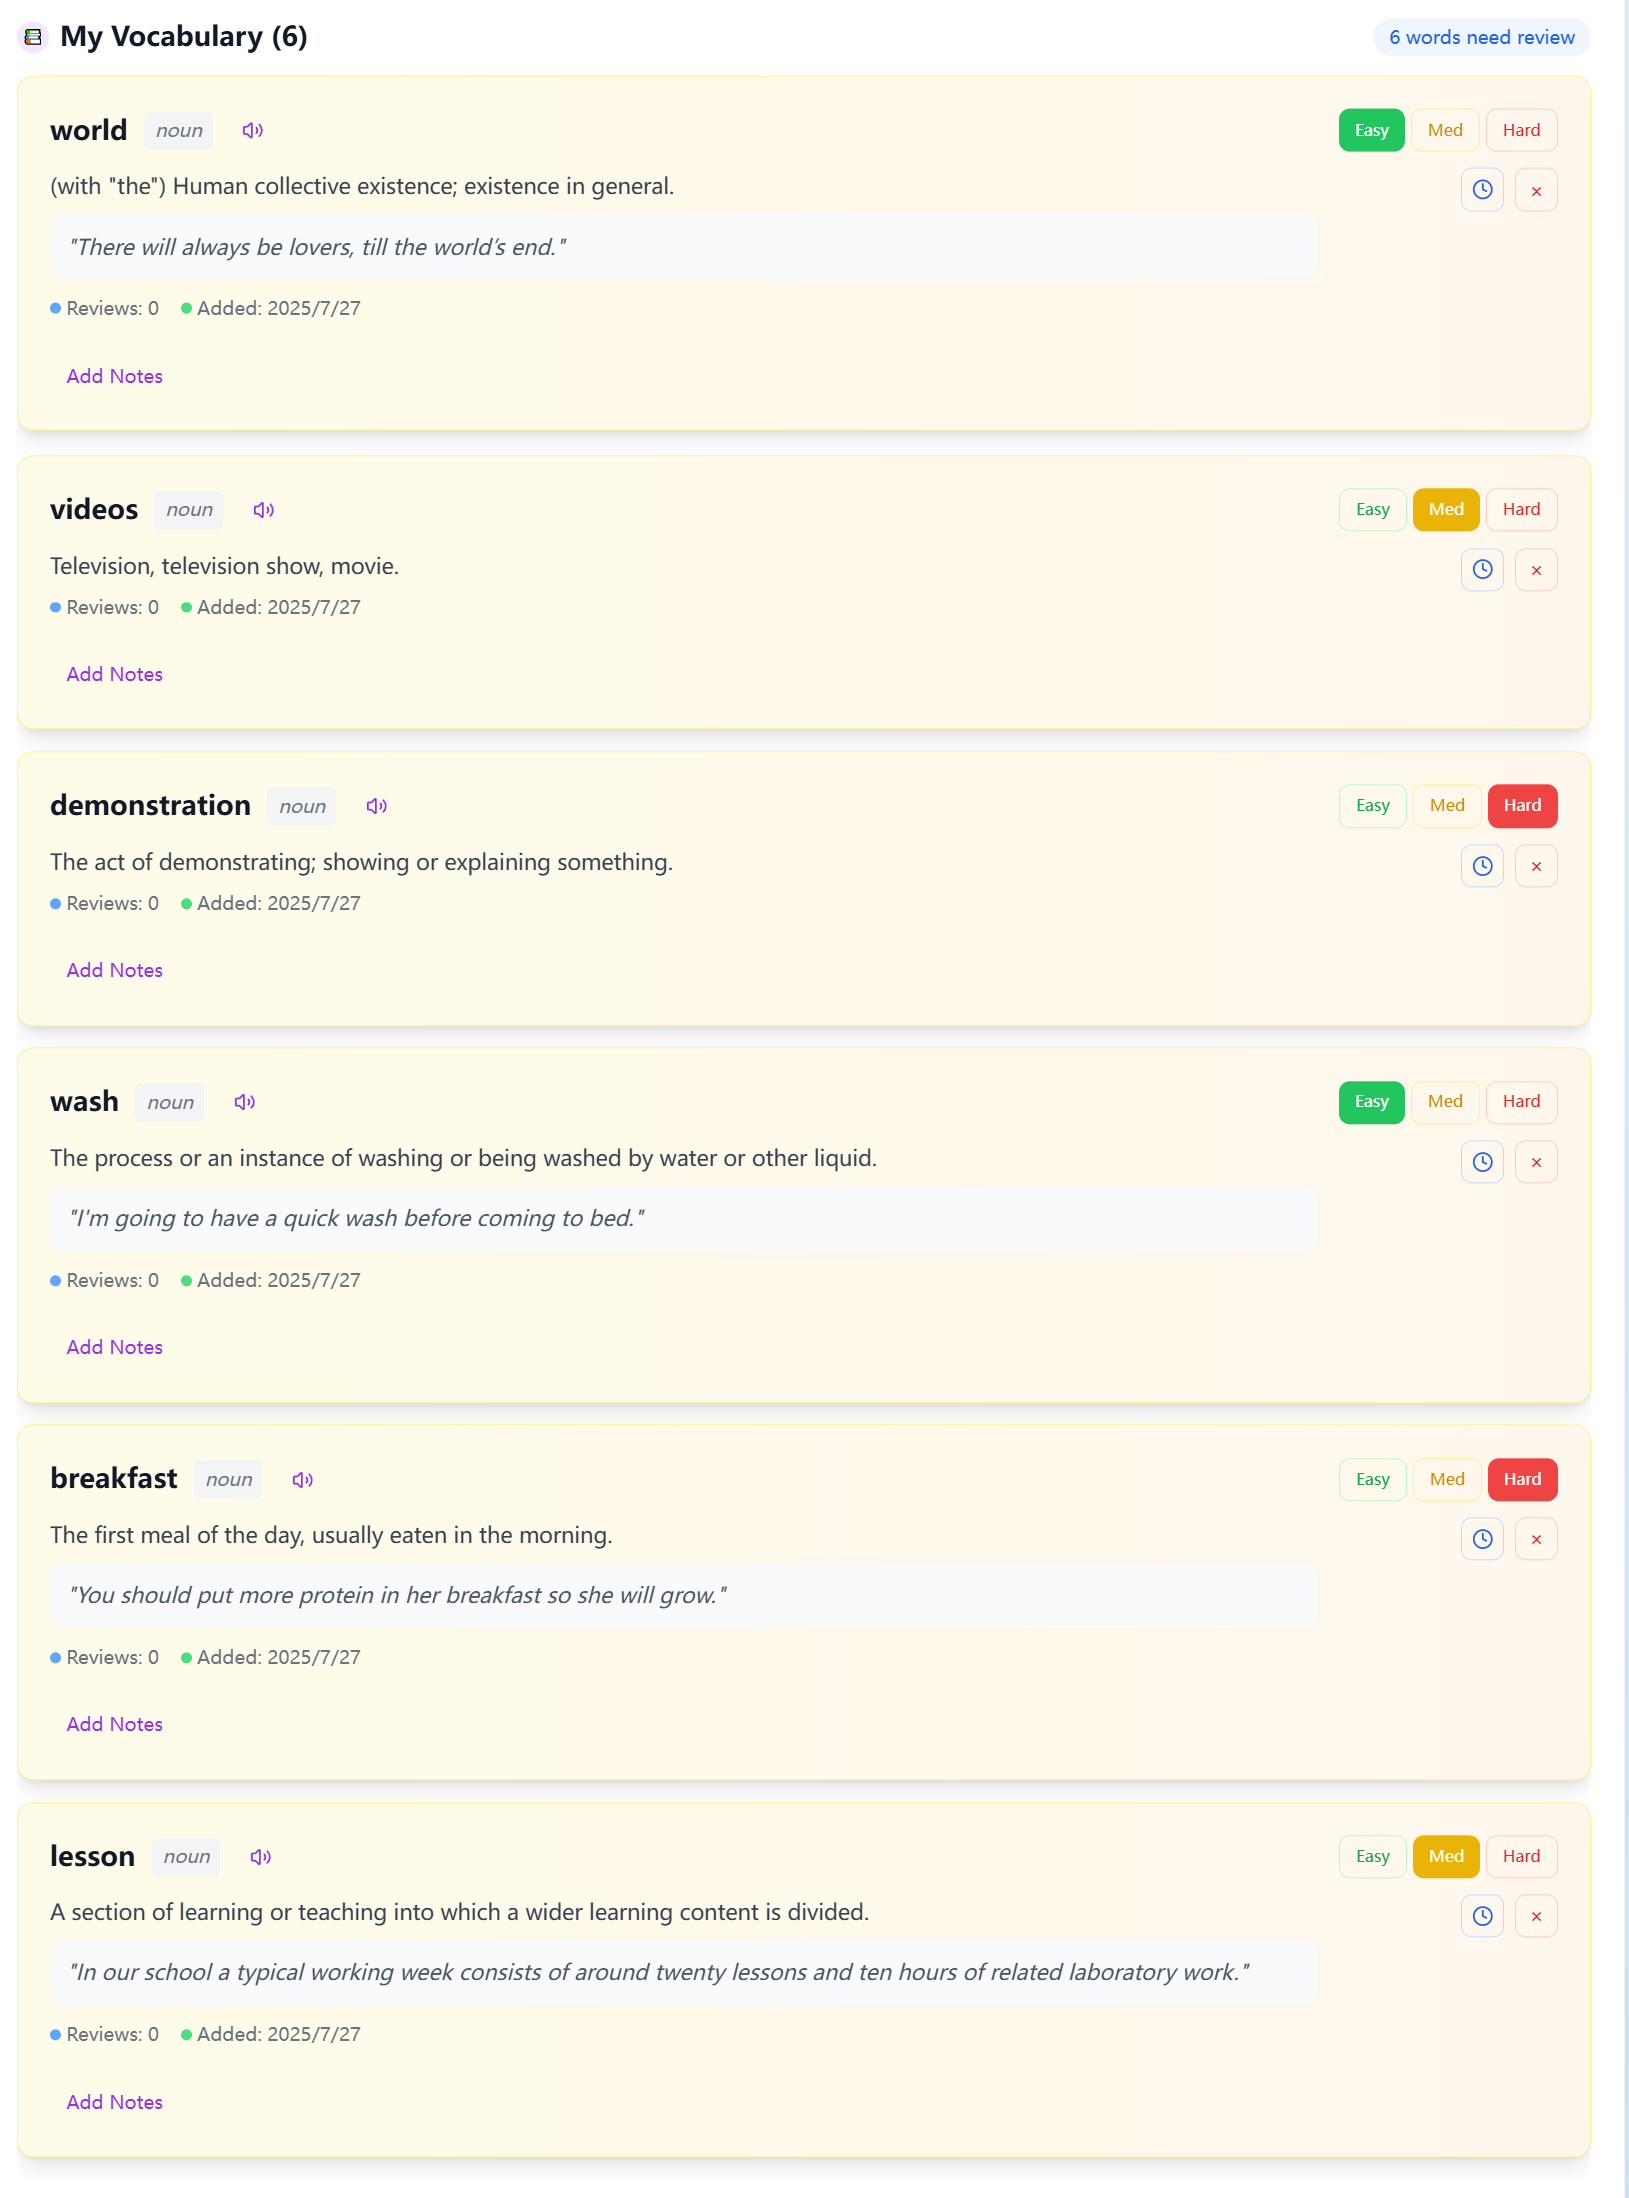 My Vocabulary (6)
6 words need review
world noun
Easy Med Hard
(with "the") Human collective existence; existence in general.
×
"There will always be lovers, till the world’s end."
Reviews: 0 Added: 2025/7/27
Add Notes
videos noun
Easy Med Hard
Television, television show, movie.
×
Reviews: 0 Added: 2025/7/27
Add Notes
demonstration noun
Easy Med Hard
The act of demonstrating; showing or explaining something.
×
Reviews: 0 Added: 2025/7/27
Add Notes
wash noun
Easy Med Hard
The process or an instance of washing or being washed by water or other liquid.
×
"I'm going to have a quick wash before coming to bed."
Reviews: 0 Added: 2025/7/27
Add Notes
breakfast noun
Easy Med Hard
The first meal of the day, usually eaten in the morning.
×
"You should put more protein in her breakfast so she will grow."
Reviews: 0 Added: 2025/7/27
Add Notes
lesson noun
Easy Med Hard
A section of learning or teaching into which a wider learning content is divided.
×
"In our school a typical working week consists of around twenty lessons and ten hours of related laboratory work."
Reviews: 0 Added: 2025/7/27
Add Notes